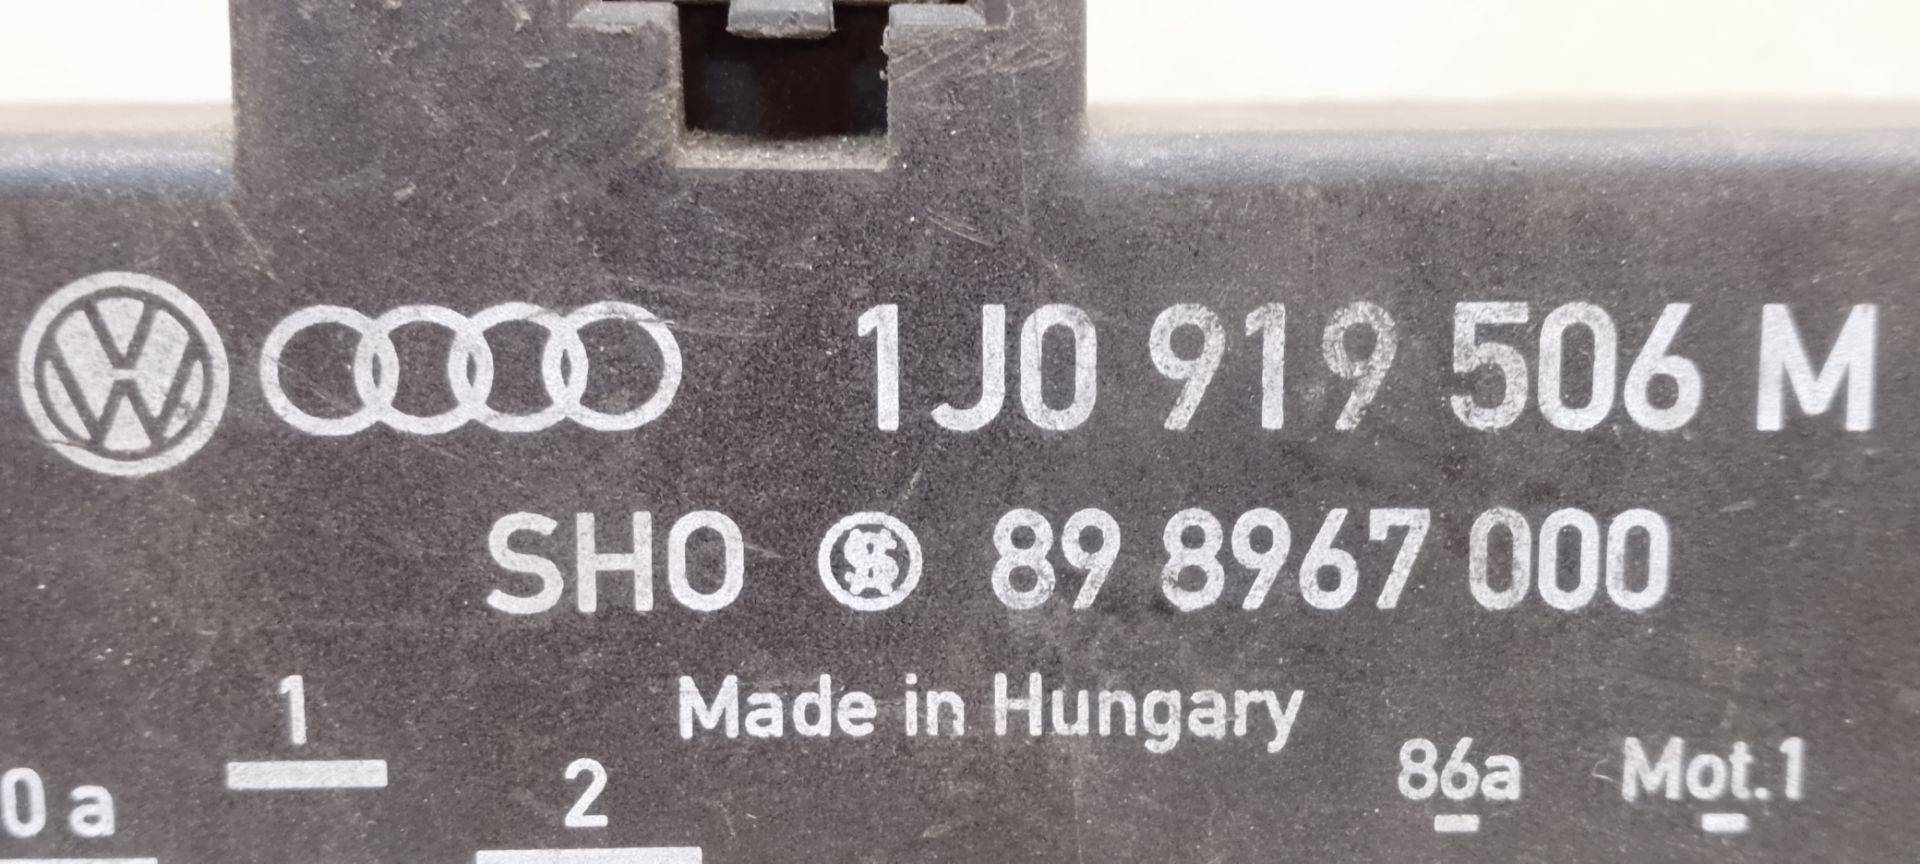 1J0 919 506 M
SHO 89 8967 000
Made in Hungary
1
86a Mot.1
0 a 2